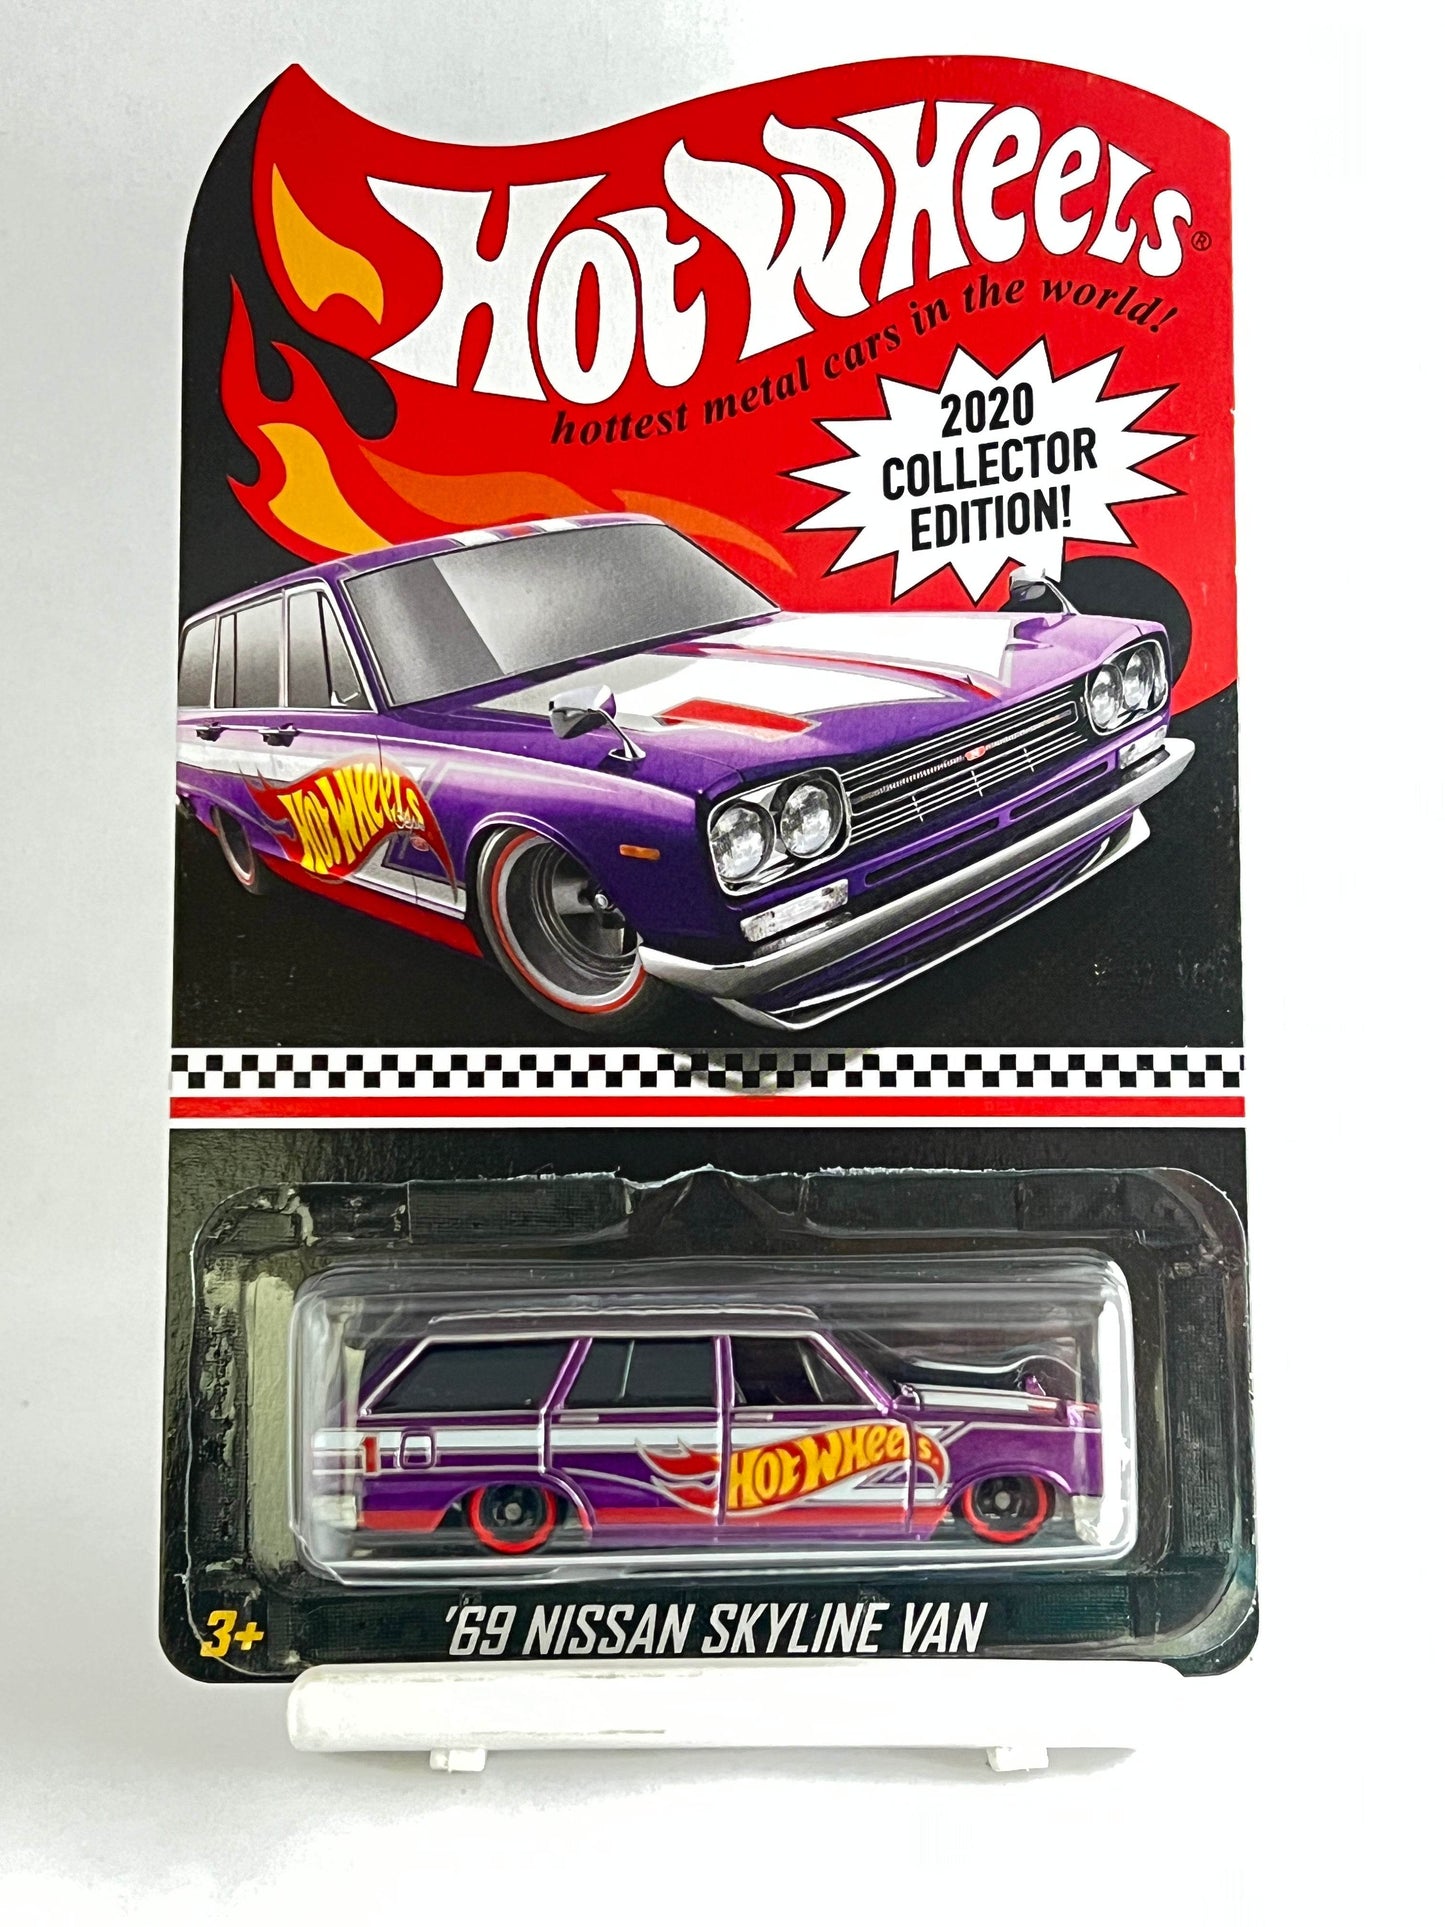 Hot Wheels®
hottest metal cars in the world!
2020
COLLECTOR
EDITION!
HOT WHEELS
1
HOT WHEELS
3+
'69 NISSAN SKYLINE VAN